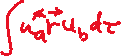 ∫u_a r⃡ u_b dτ